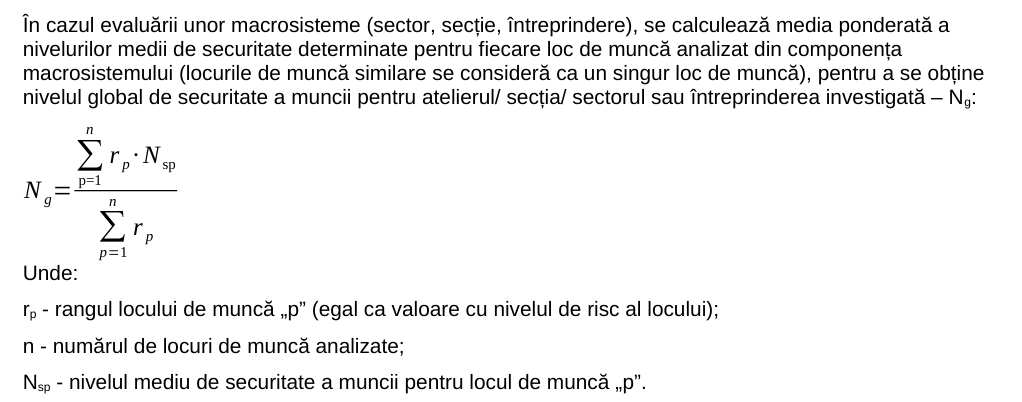 În cazul evaluării unor macrosisteme (sector, secție, întreprindere), se calculează media ponderată a
nivelurilor medii de securitate determinate pentru fiecare loc de muncă analizat din componența
macrosistemului (locurile de muncă similare se consideră ca un singur loc de muncă), pentru a se obține
nivelul global de securitate a muncii pentru atelierul/ secția/ sectorul sau întreprinderea investigată – Ng:
n
∑ rp · Nsp
p=1
Ng=
n
∑ rp
p=1
Unde:
rp - rangul locului de muncă „p” (egal ca valoare cu nivelul de risc al locului);
n - numărul de locuri de muncă analizate;
Nsp - nivelul mediu de securitate a muncii pentru locul de muncă „p”.